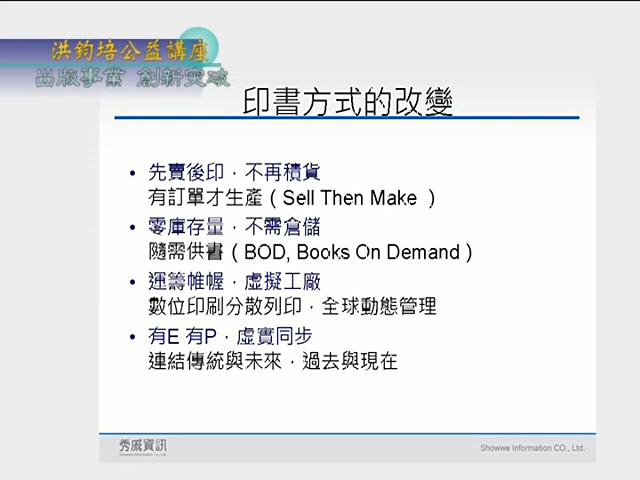 洪鈞培公益講座
出版事業 創新突破
印書方式的改變
• 先賣後印，不再積貨
有訂單才生產（Sell Then Make ）
• 零庫存量，不需倉儲
隨需供書（BOD, Books On Demand）
• 運籌帷幄，虛擬工廠
數位印刷分散列印，全球動態管理
• 有E 有P，虛實同步
連結傳統與未來，過去與現在
秀威資訊
Showwe Information CO., Ltd.